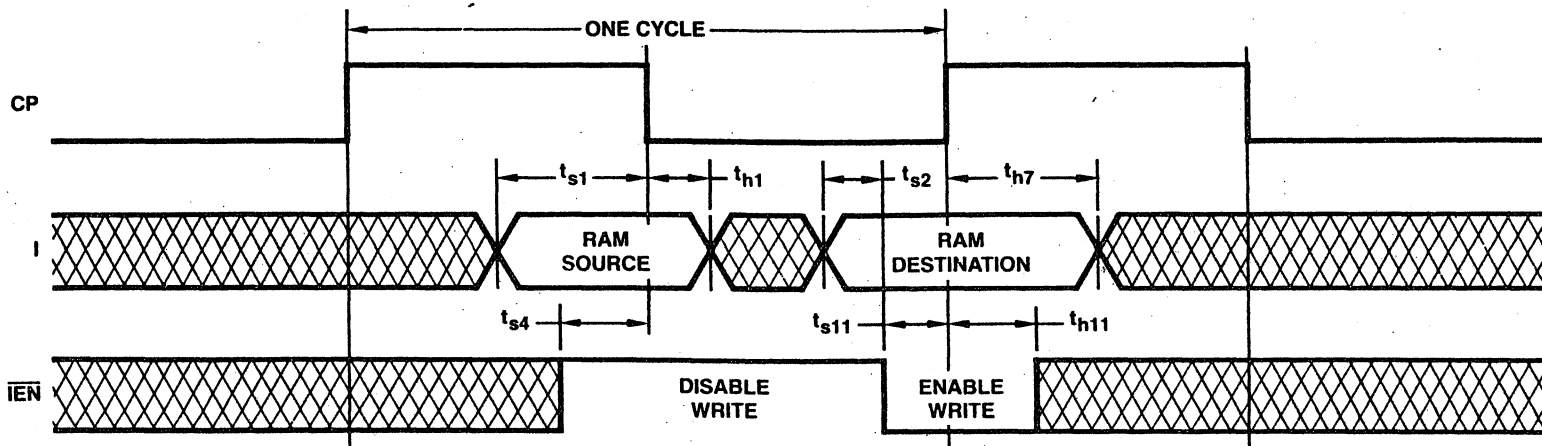 ONE CYCLE
CP
ts1
th1
ts2
th7
I
RAM
SOURCE
RAM
DESTINATION
ts4
ts11
th11
IEN
DISABLE
WRITE
ENABLE
WRITE